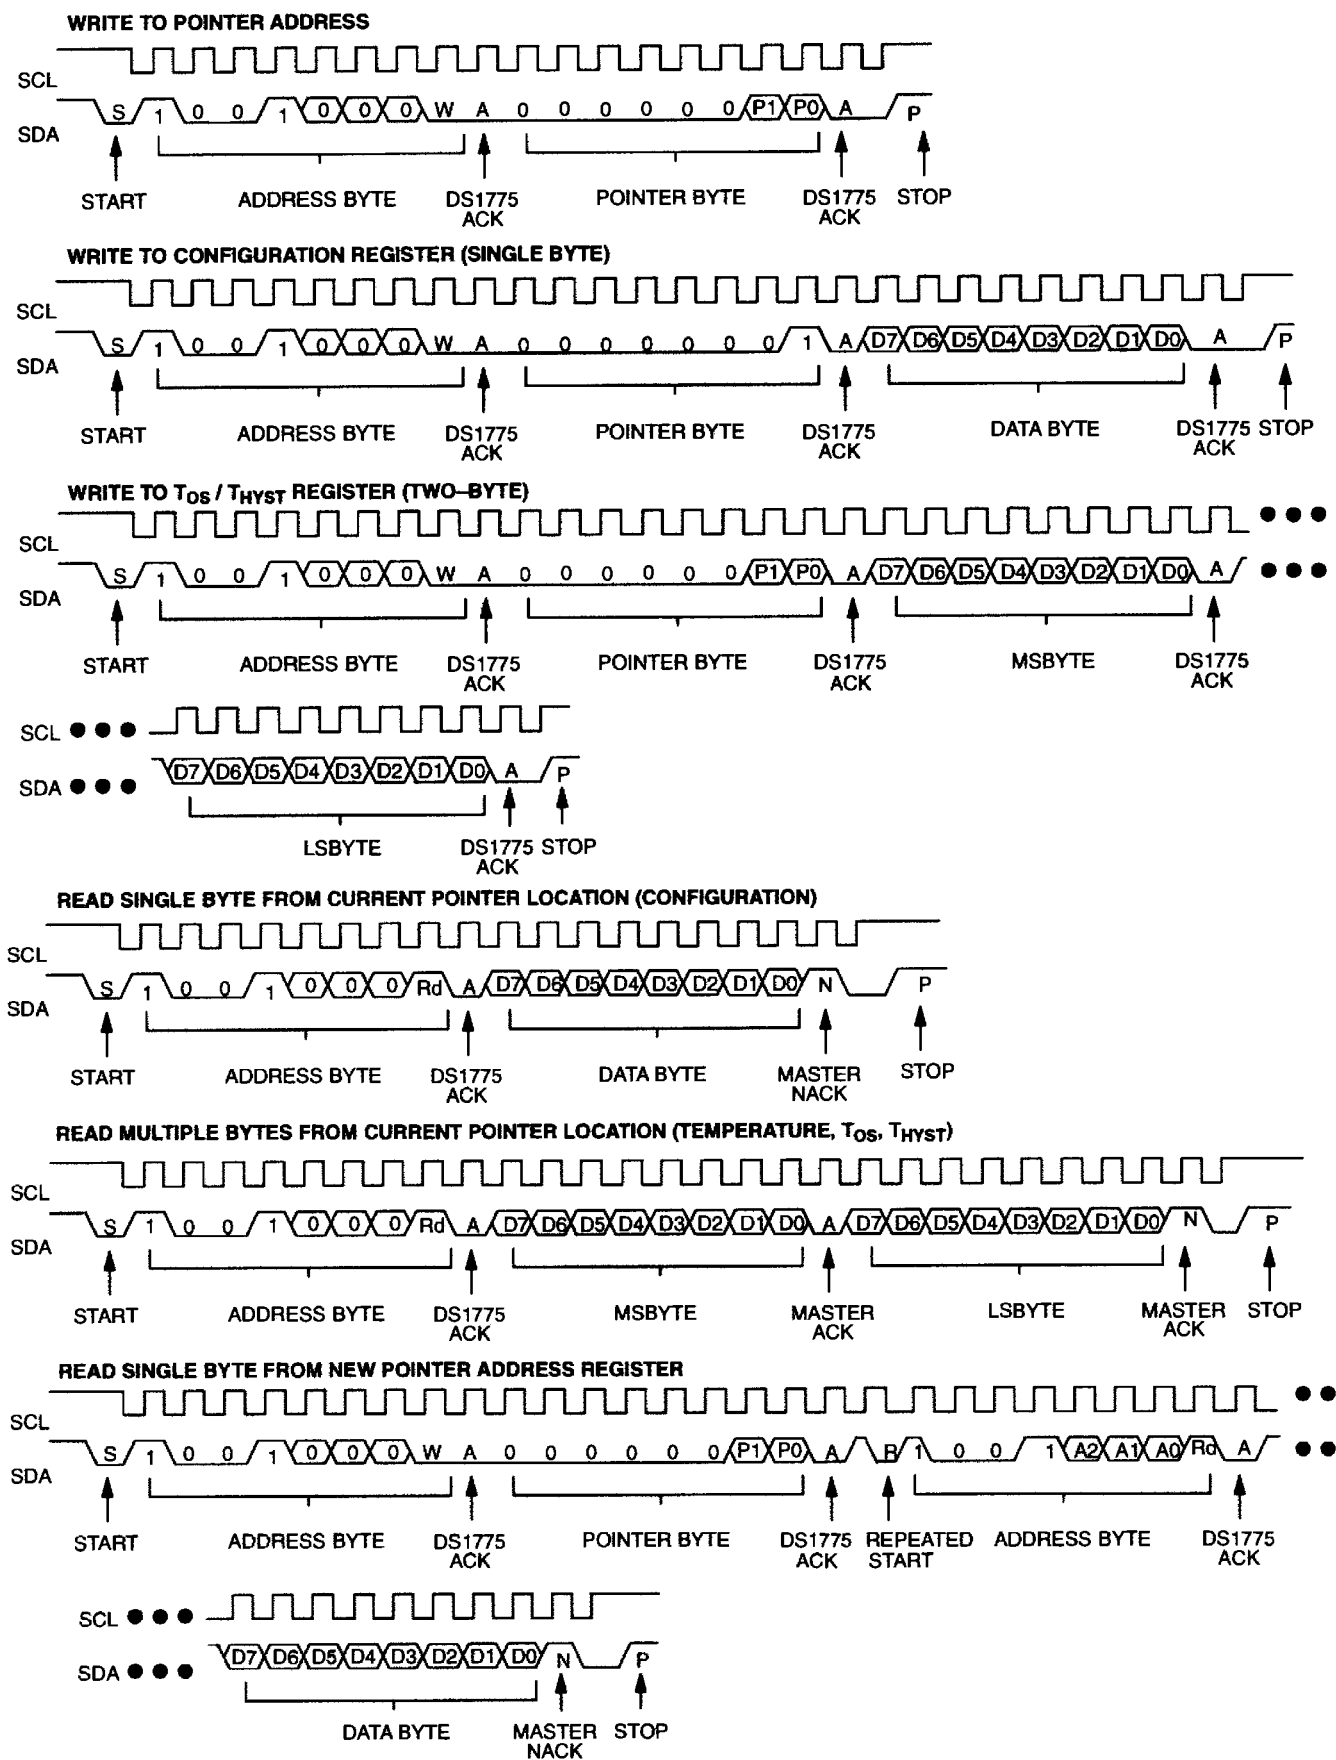 WRITE TO POINTER ADDRESS
SCL
SDA S 1 0 0 1 0 0 0 W A 0 0 0 0 0 0 P1 P0 A P
START ADDRESS BYTE DS1775 ACK POINTER BYTE DS1775 ACK STOP
WRITE TO CONFIGURATION REGISTER (SINGLE BYTE)
SCL
SDA S 1 0 0 1 0 0 0 W A 0 0 0 0 0 0 0 1 A D7 D6 D5 D4 D3 D2 D1 D0 A P
START ADDRESS BYTE DS1775 ACK POINTER BYTE DS1775 ACK DATA BYTE DS1775 ACK STOP
WRITE TO TOS / THYST REGISTER (TWO–BYTE)
SCL
SDA S 1 0 0 1 0 0 0 W A 0 0 0 0 0 0 P1 P0 A D7 D6 D5 D4 D3 D2 D1 D0 A
START ADDRESS BYTE DS1775 ACK POINTER BYTE DS1775 ACK MSBYTE DS1775 ACK
SCL
SDA D7 D6 D5 D4 D3 D2 D1 D0 A P
LSBYTE DS1775 ACK STOP
READ SINGLE BYTE FROM CURRENT POINTER LOCATION (CONFIGURATION)
SCL
SDA S 1 0 0 1 0 0 0 Rd A D7 D6 D5 D4 D3 D2 D1 D0 N P
START ADDRESS BYTE DS1775 ACK DATA BYTE MASTER NACK STOP
READ MULTIPLE BYTES FROM CURRENT POINTER LOCATION (TEMPERATURE, TOS, THYST)
SCL
SDA S 1 0 0 1 0 0 0 Rd A D7 D6 D5 D4 D3 D2 D1 D0 A D7 D6 D5 D4 D3 D2 D1 D0 N P
START ADDRESS BYTE DS1775 ACK MSBYTE MASTER ACK LSBYTE MASTER ACK STOP
READ SINGLE BYTE FROM NEW POINTER ADDRESS REGISTER
SCL
SDA S 1 0 0 1 0 0 0 W A 0 0 0 0 0 0 P1 P0 A R 1 0 0 1 A2 A1 A0 Rd A
START ADDRESS BYTE DS1775 ACK POINTER BYTE DS1775 ACK REPEATED START ADDRESS BYTE DS1775 ACK
SCL
SDA D7 D6 D5 D4 D3 D2 D1 D0 N P
DATA BYTE MASTER NACK STOP